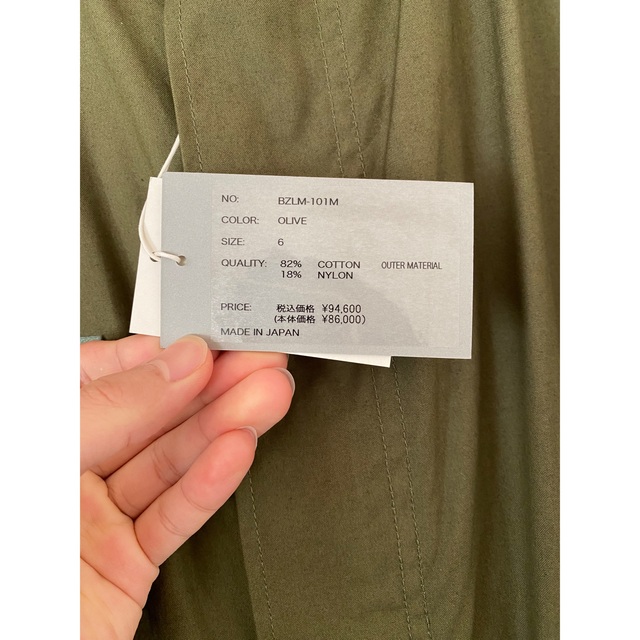 NO: BZLM-101M
COLOR: OLIVE
SIZE: 6
QUALITY: 82% COTTON OUTER MATERIAL
18% NYLON
PRICE: 税込価格 ¥94,600
(本体価格 ¥86,000)
MADE IN JAPAN